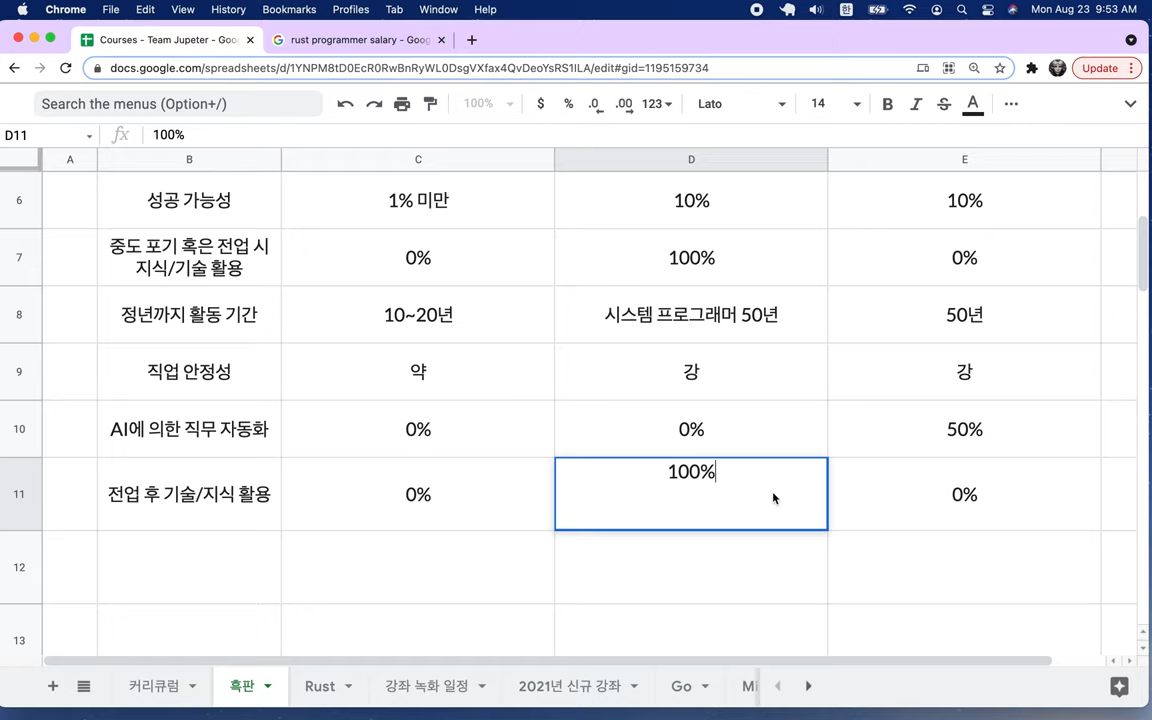 Chrome File Edit View History Bookmarks Profiles Tab Window Help 한 Mon Aug 23 9:53 AM
Courses - Team Jupeter - Goo rust programmer salary - Goog
docs.google.com/spreadsheets/d/1YNPM8tD0EcR0RwBnRyWL0DsgVXfax4QvDeoYsRS1ILA/edit#gid=1195159734 Update
Search the menus (Option+/) 100% $ % .0 .00 123 Lato 14 B I S A
D11 fx 100%
A B C D E
6 성공 가능성 1% 미만 10% 10%
7 중도 포기 혹은 전업 시
지식/기술 활용 0% 100% 0%
8 정년까지 활동 기간 10~20년 시스템 프로그래머 50년 50년
9 직업 안정성 약 강 강
10 AI에 의한 직무 자동화 0% 0% 50%
11 전업 후 기술/지식 활용 0% 100% 0%
12
13
커리큘럼 흑판 Rust 강좌 녹화 일정 2021년 신규 강좌 Go Mi